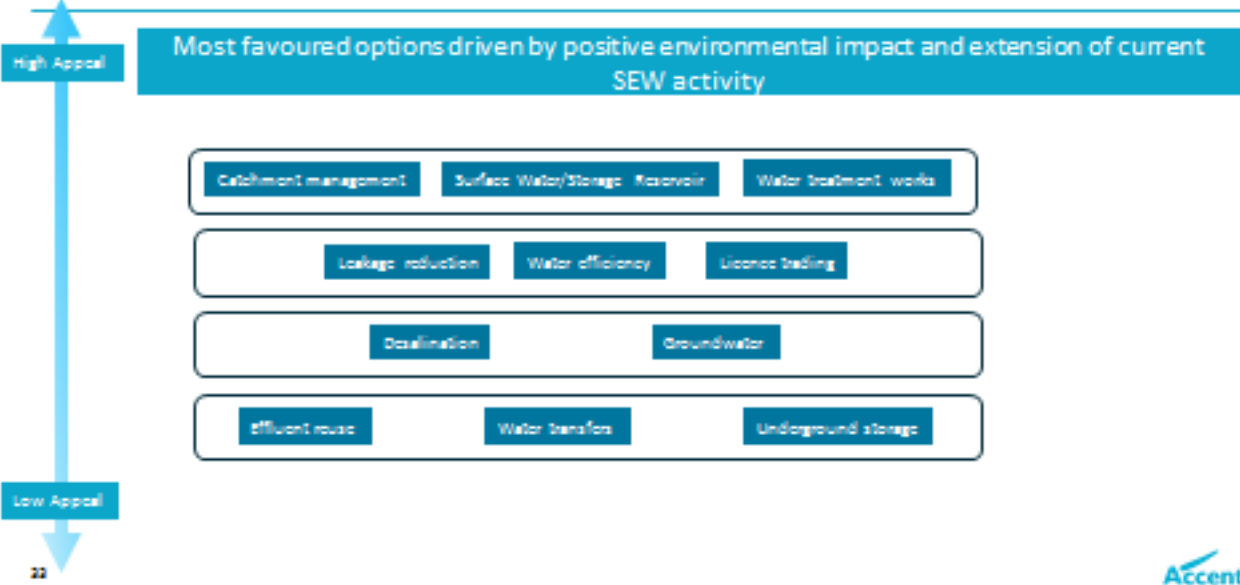 High Appeal
Most favoured options driven by positive environmental impact and extension of current
SEW activity
Catchment management
Surface Water/Storage Reservoir
Water treatment works
Leakage reduction
Water efficiency
Licence trading
Desalination
Groundwater
Effluent reuse
Water transfers
Underground storage
Low Appeal
Accent